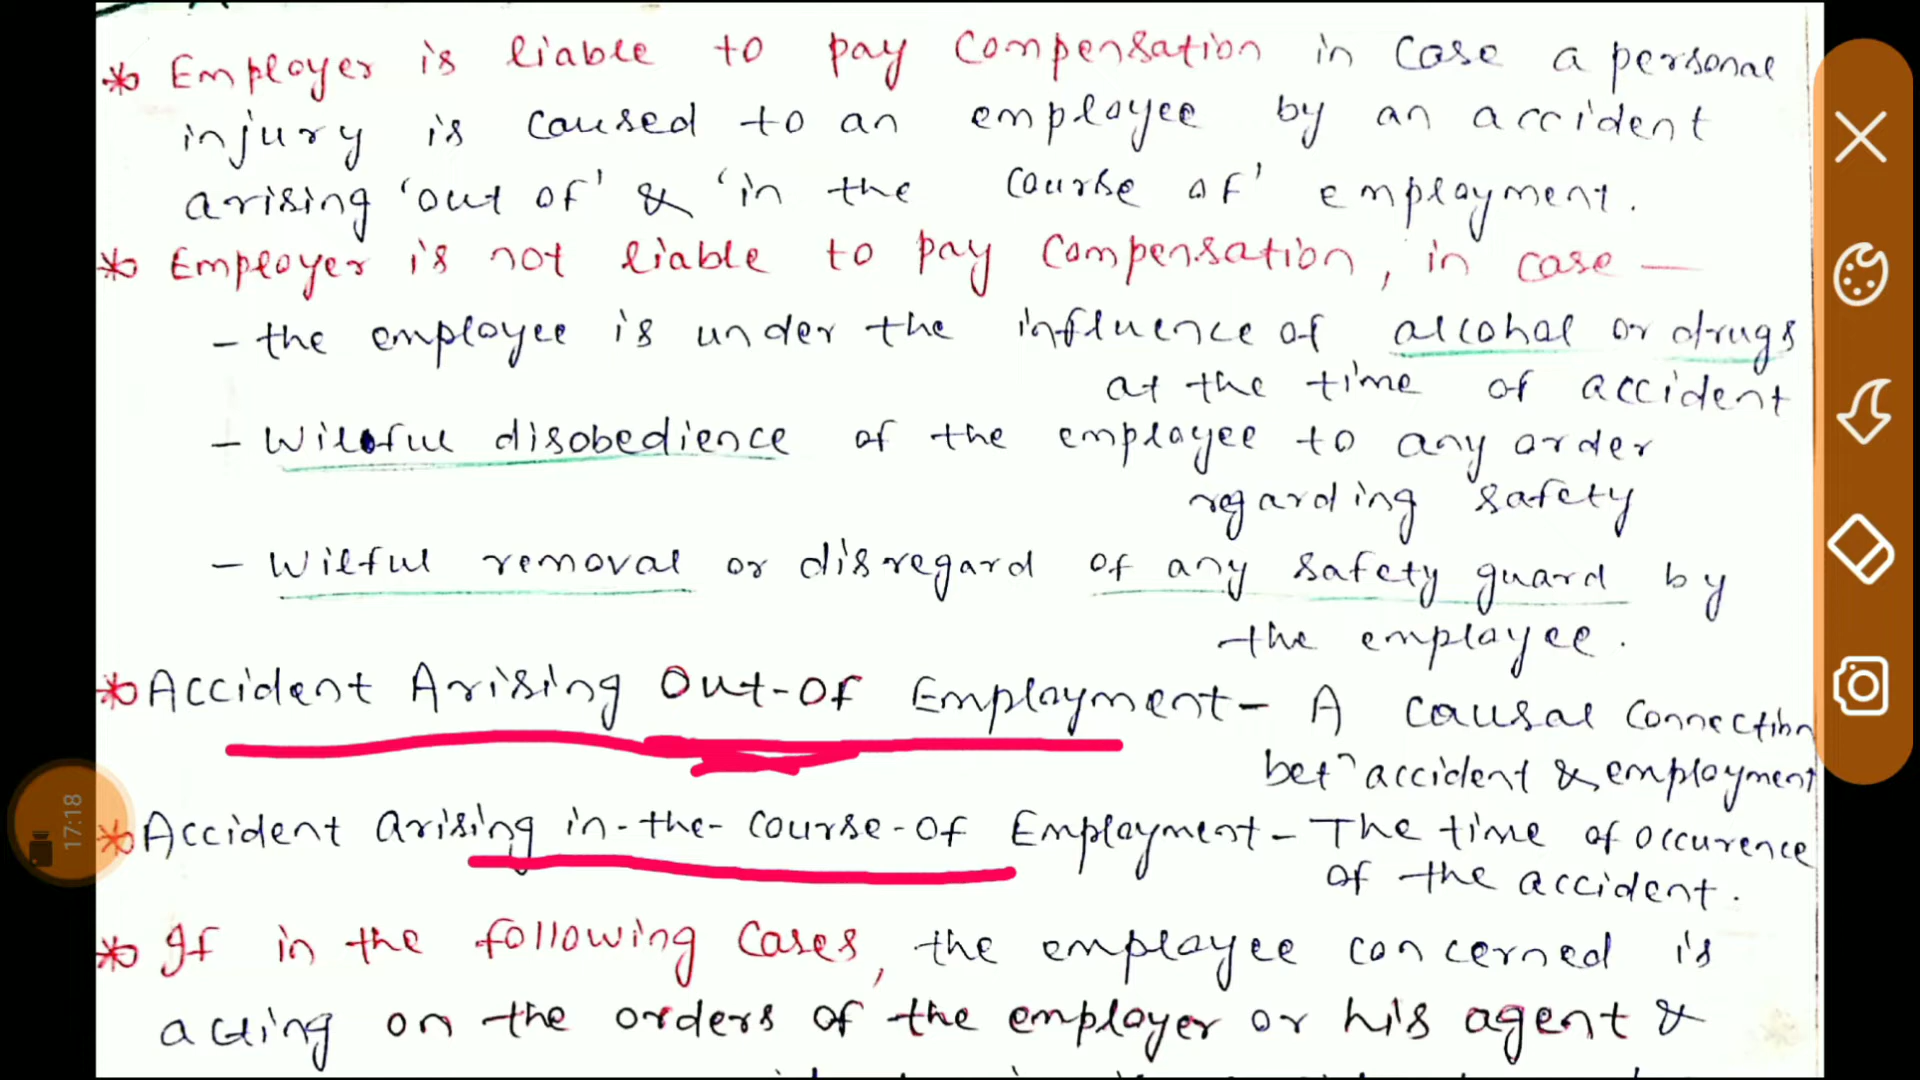 * Employer is liable to pay compensation in case a personal
injury is caused to an employee by an accident
arising 'out of' & 'in the course of' employment.
* Employer is not liable to pay compensation, in case —
- the employee is under the influence of alcohal or drugs
at the time of accident
- Wilful disobedience of the employee to any order
regarding safety
- Wilful removal or disregard of any safety guard by
the employee.
* Accident Arising Out-Of Employment - A causal connection
betn accident & employment
* Accident arising in-the-course-of Employment - The time of occurence
of the accident.
* If in the following cases, the employee concerned is
acting on the orders of the employer or his agent &
17:18